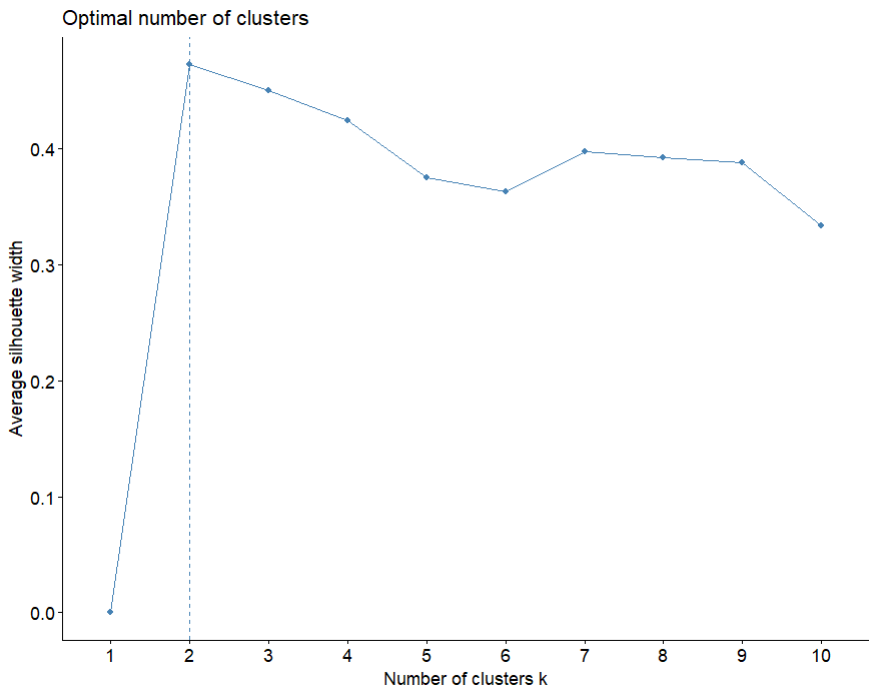 Optimal number of clusters
Average silhouette width
0.4
0.3
0.2
0.1
0.0
1 2 3 4 5 6 7 8 9 10
Number of clusters k